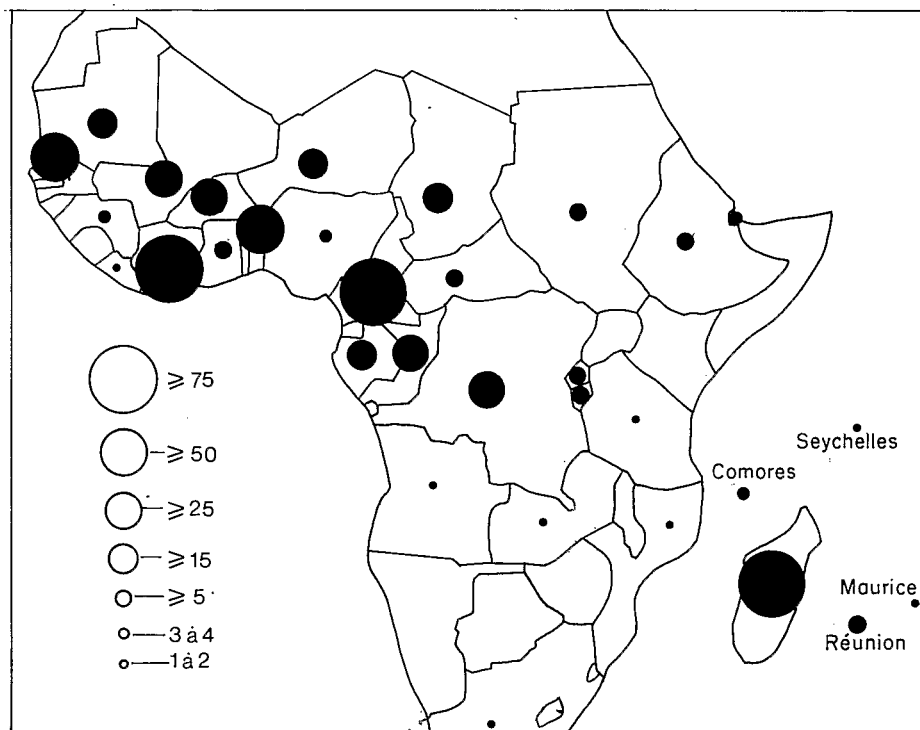 ⩾ 75
⩾ 50
⩾ 25
⩾ 15
⩾ 5
3 à 4
1 à 2
Seychelles
Comores
Maurice
Réunion